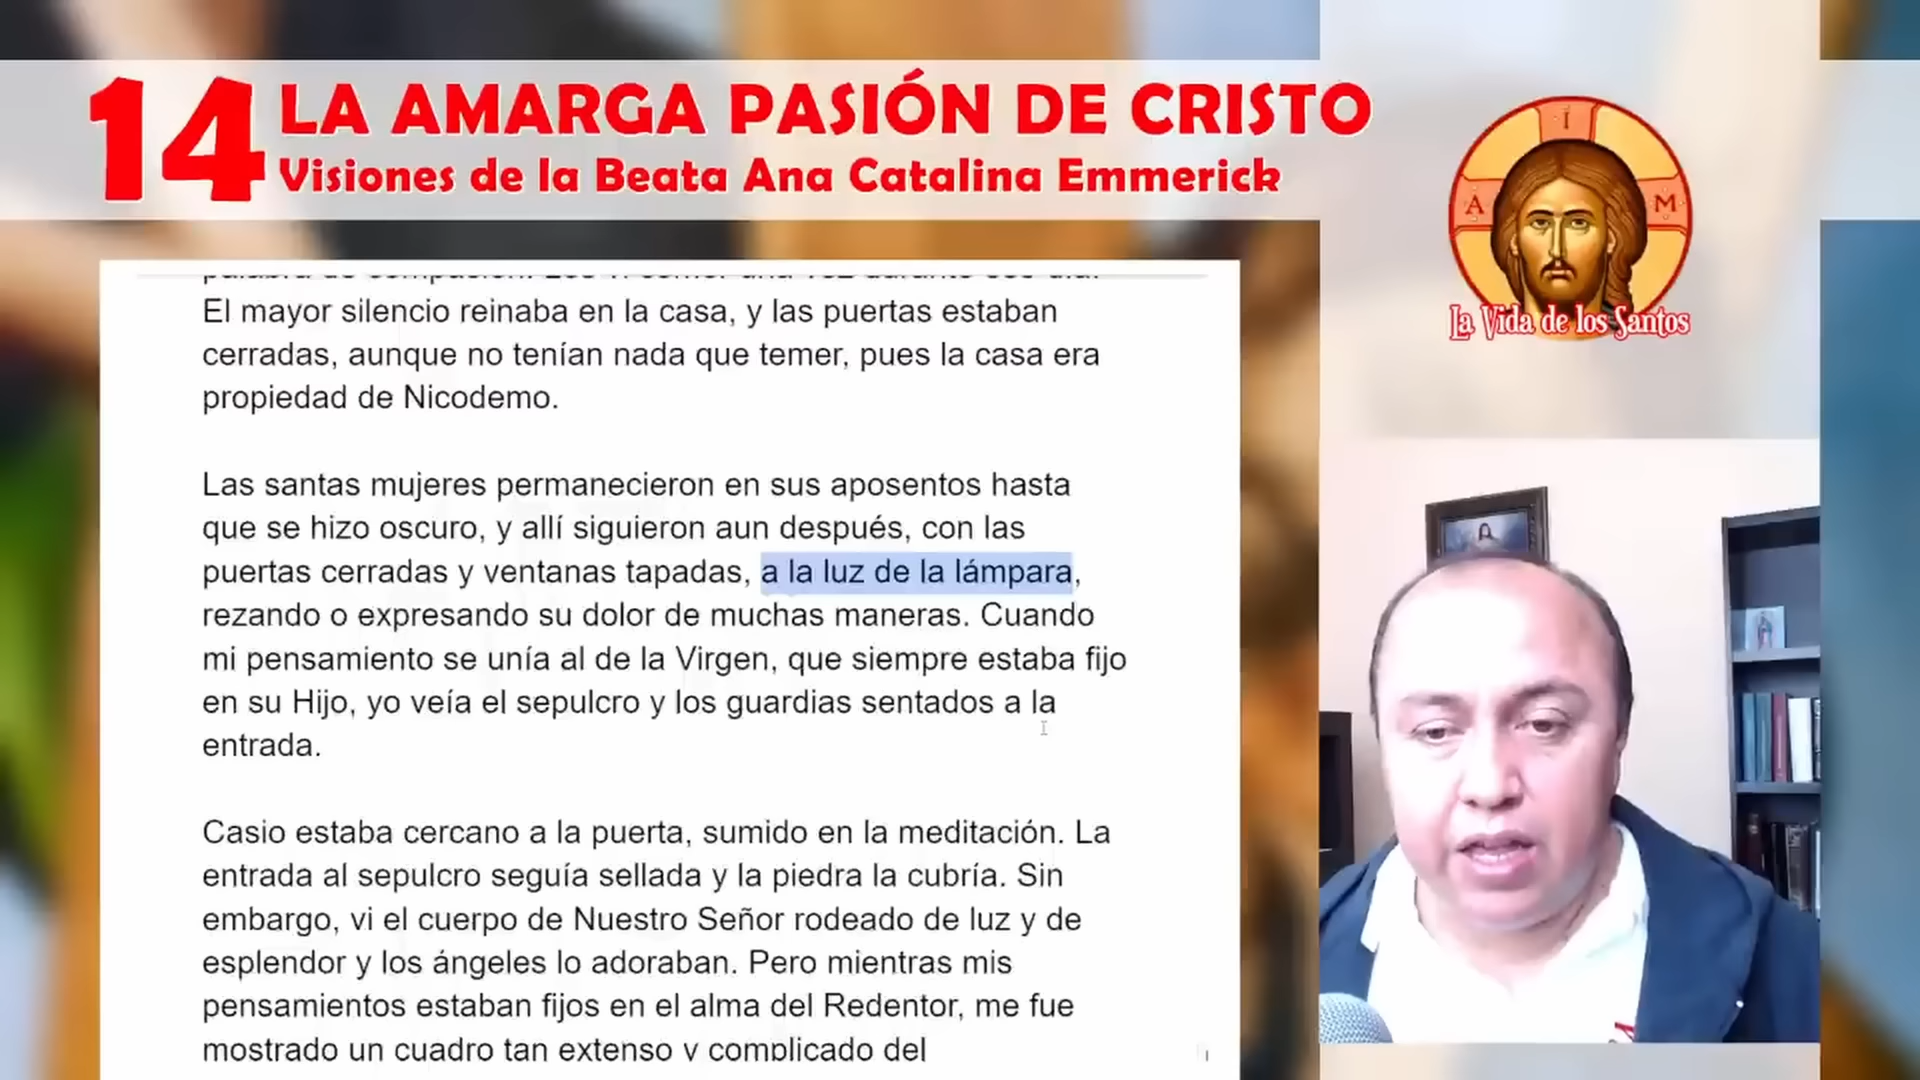 14 LA AMARGA PASIÓN DE CRISTO
Visiones de la Beata Ana Catalina Emmerick
I
A M
La Vida de los Santos
El mayor silencio reinaba en la casa, y las puertas estaban
cerradas, aunque no tenían nada que temer, pues la casa era
propiedad de Nicodemo.
Las santas mujeres permanecieron en sus aposentos hasta
que se hizo oscuro, y allí siguieron aun después, con las
puertas cerradas y ventanas tapadas, a la luz de la lámpara,
rezando o expresando su dolor de muchas maneras. Cuando
mi pensamiento se unía al de la Virgen, que siempre estaba fijo
en su Hijo, yo veía el sepulcro y los guardias sentados a la
entrada.
Casio estaba cercano a la puerta, sumido en la meditación. La
entrada al sepulcro seguía sellada y la piedra la cubría. Sin
embargo, vi el cuerpo de Nuestro Señor rodeado de luz y de
esplendor y los ángeles lo adoraban. Pero mientras mis
pensamientos estaban fijos en el alma del Redentor, me fue
mostrado un cuadro tan extenso y complicado del